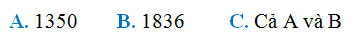 A. 1350 B. 1836 C. Cả A và B